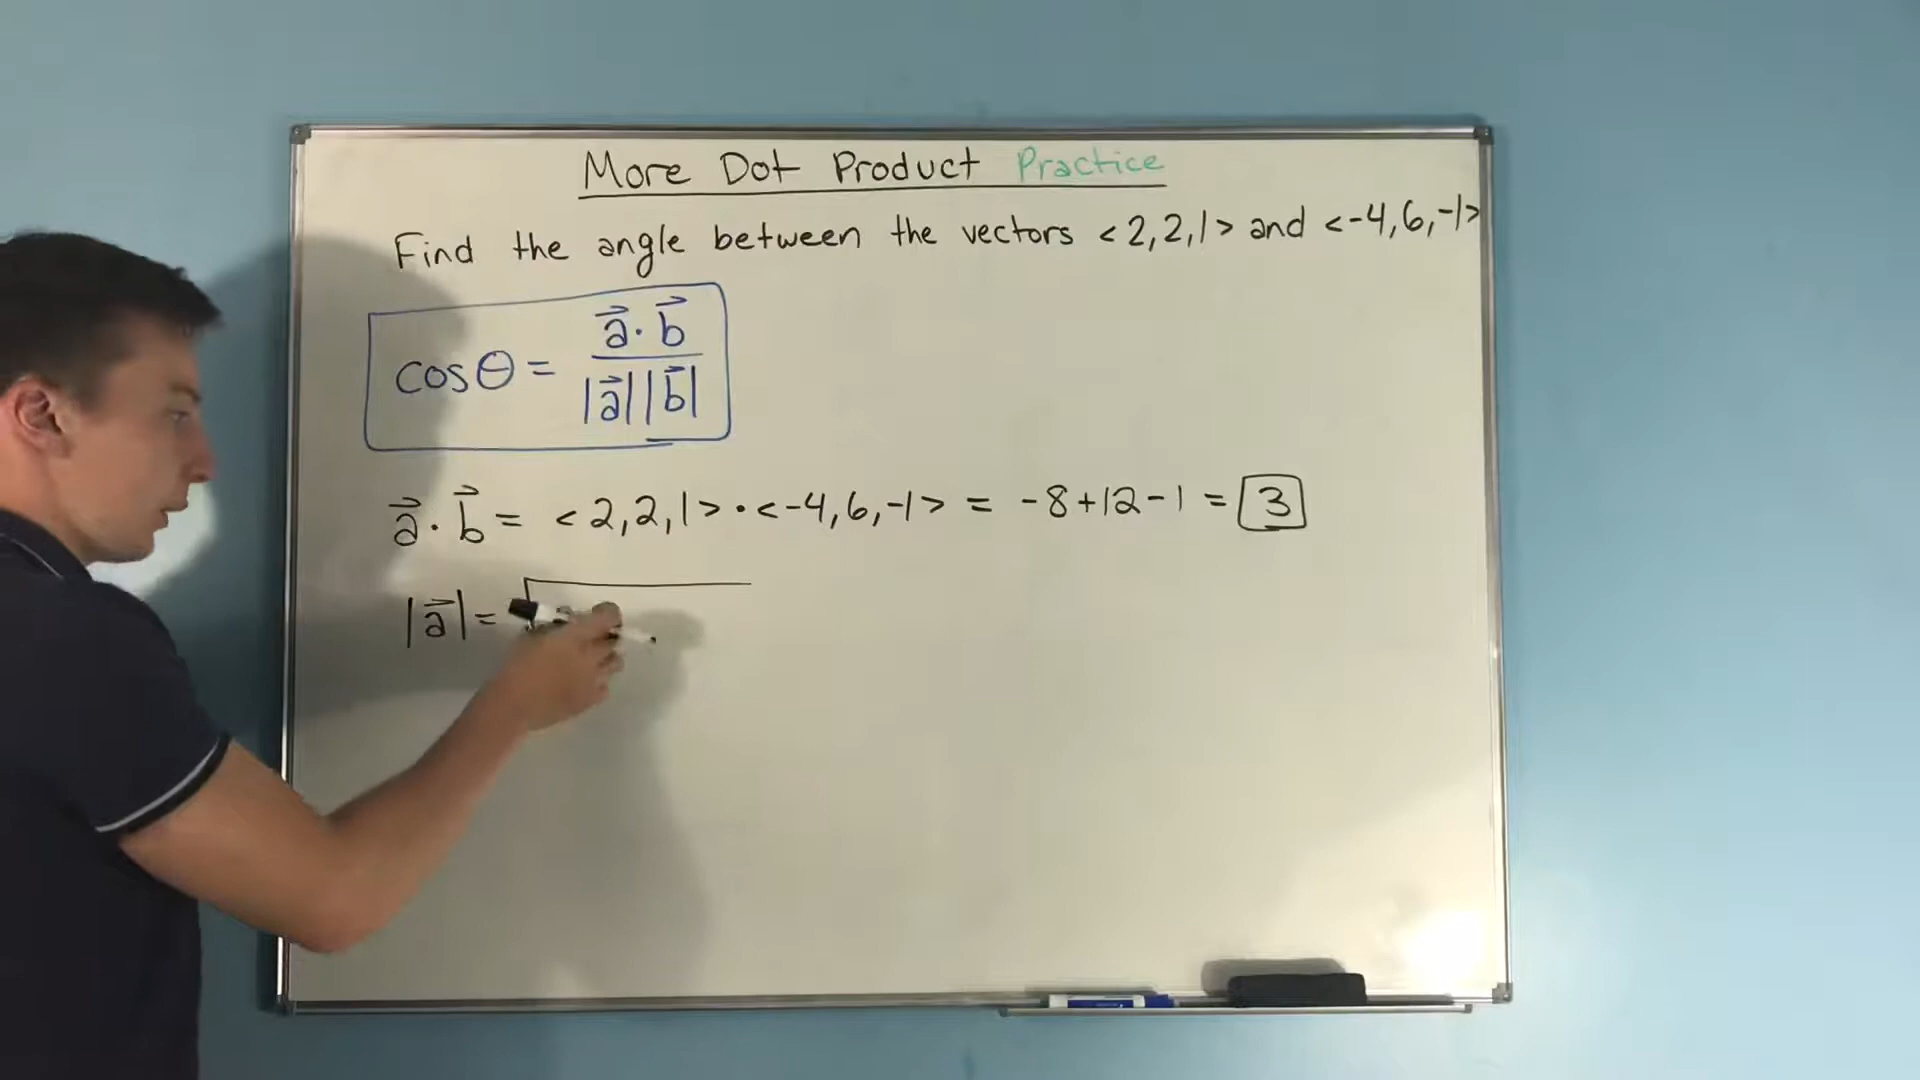 More Dot Product Practice
Find the angle between the vectors <2,2,1> and <-4,6,-1>
cosθ = a⃗·b⃗ / |a⃗||b⃗|
a⃗·b⃗ = <2,2,1>·<-4,6,-1> = -8+12-1 = 3
|a⃗| = √